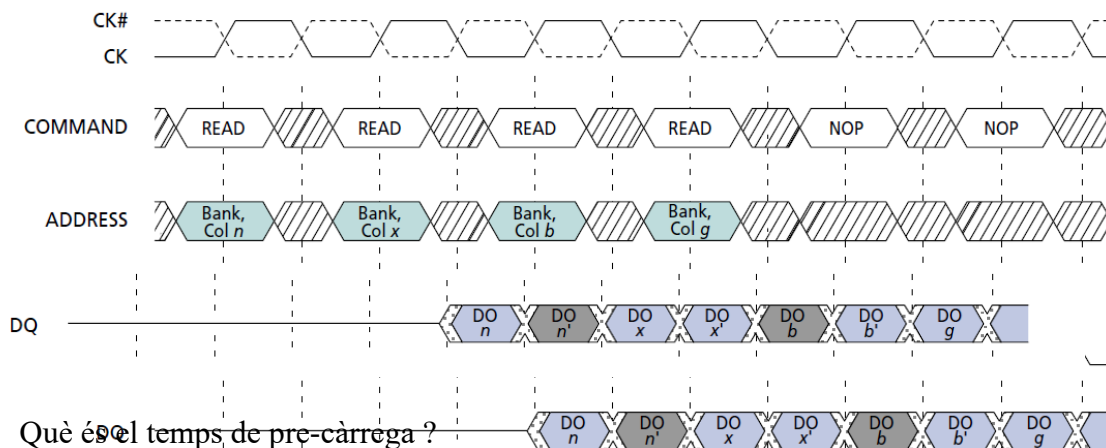 CK#
CK
COMMAND READ READ READ READ NOP NOP
ADDRESS Bank, Col n Bank, Col x Bank, Col b Bank, Col g
DQ DO n DO n' DO x DO x' DO b DO b' DO g
DO n DO n' DO x DO x' DO b DO b' DO g
Què és el temps de pre-càrrega ?